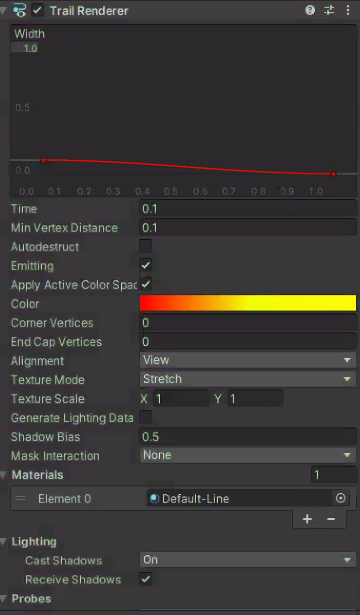 Trail Renderer
Width
1.0
0.5
0.0
0.0 0.1 0.2 0.3 0.4 0.5 0.6 0.7 0.8 0.9 1.0
Time 0.1
Min Vertex Distance 0.1
Autodestruct
Emitting
Apply Active Color Spac
Color
Corner Vertices 0
End Cap Vertices 0
Alignment View
Texture Mode Stretch
Texture Scale X 1 Y 1
Generate Lighting Data
Shadow Bias 0.5
Mask Interaction None
Materials 1
Element 0 Default-Line
+ −
Lighting
Cast Shadows On
Receive Shadows
Probes